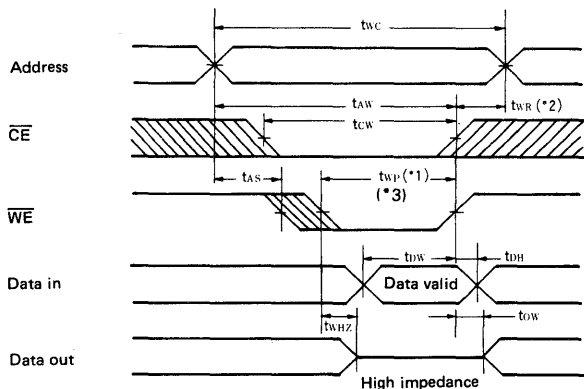 tWC
Address
tAW
tWR (*2)
CE
tCW
tAS
tWP (*1)
(*3)
WE
tDW
tDH
Data in
Data valid
tWHZ
tOW
Data out
High impedance